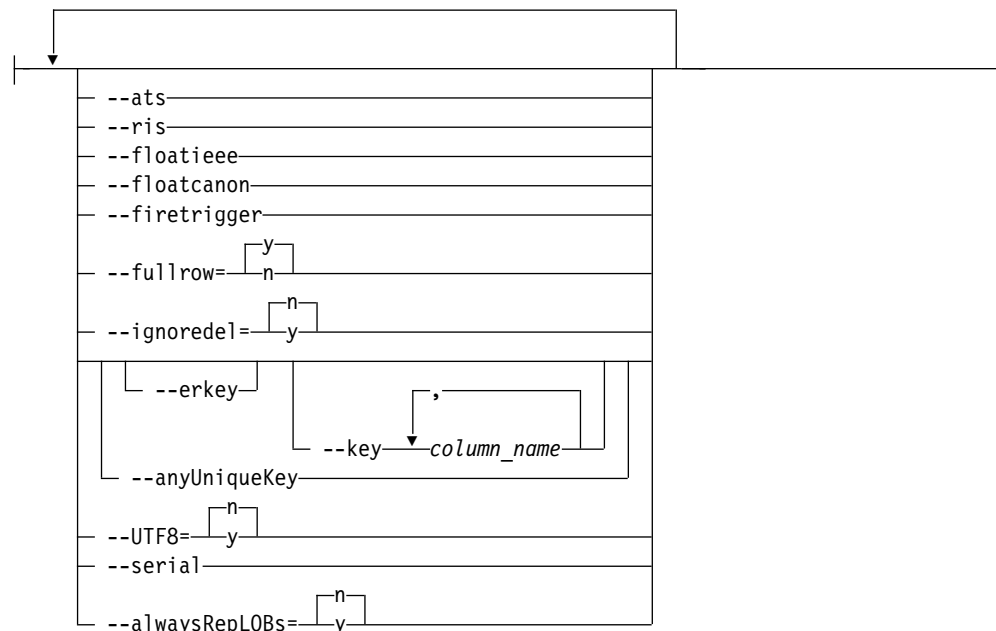 --ats
--ris
--floatieee
--floatcanon
--firetrigger
y
--fullrow= n
n
--ignoredel= y
--erkey ,
--key column_name
--anyUniqueKey
n
--UTF8= y
--serial
n
--alwaysRepLOBs= y